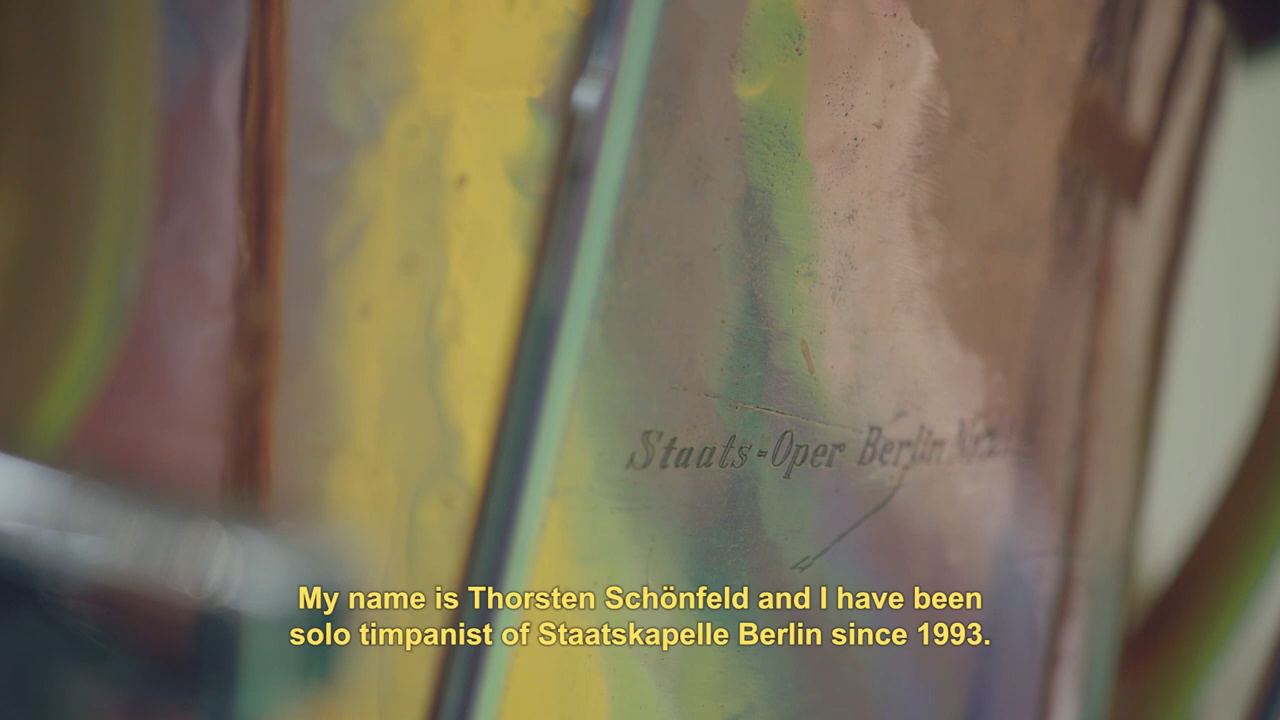 Staats-Oper Berlin
My name is Thorsten Schönfeld and I have been
solo timpanist of Staatskapelle Berlin since 1993.